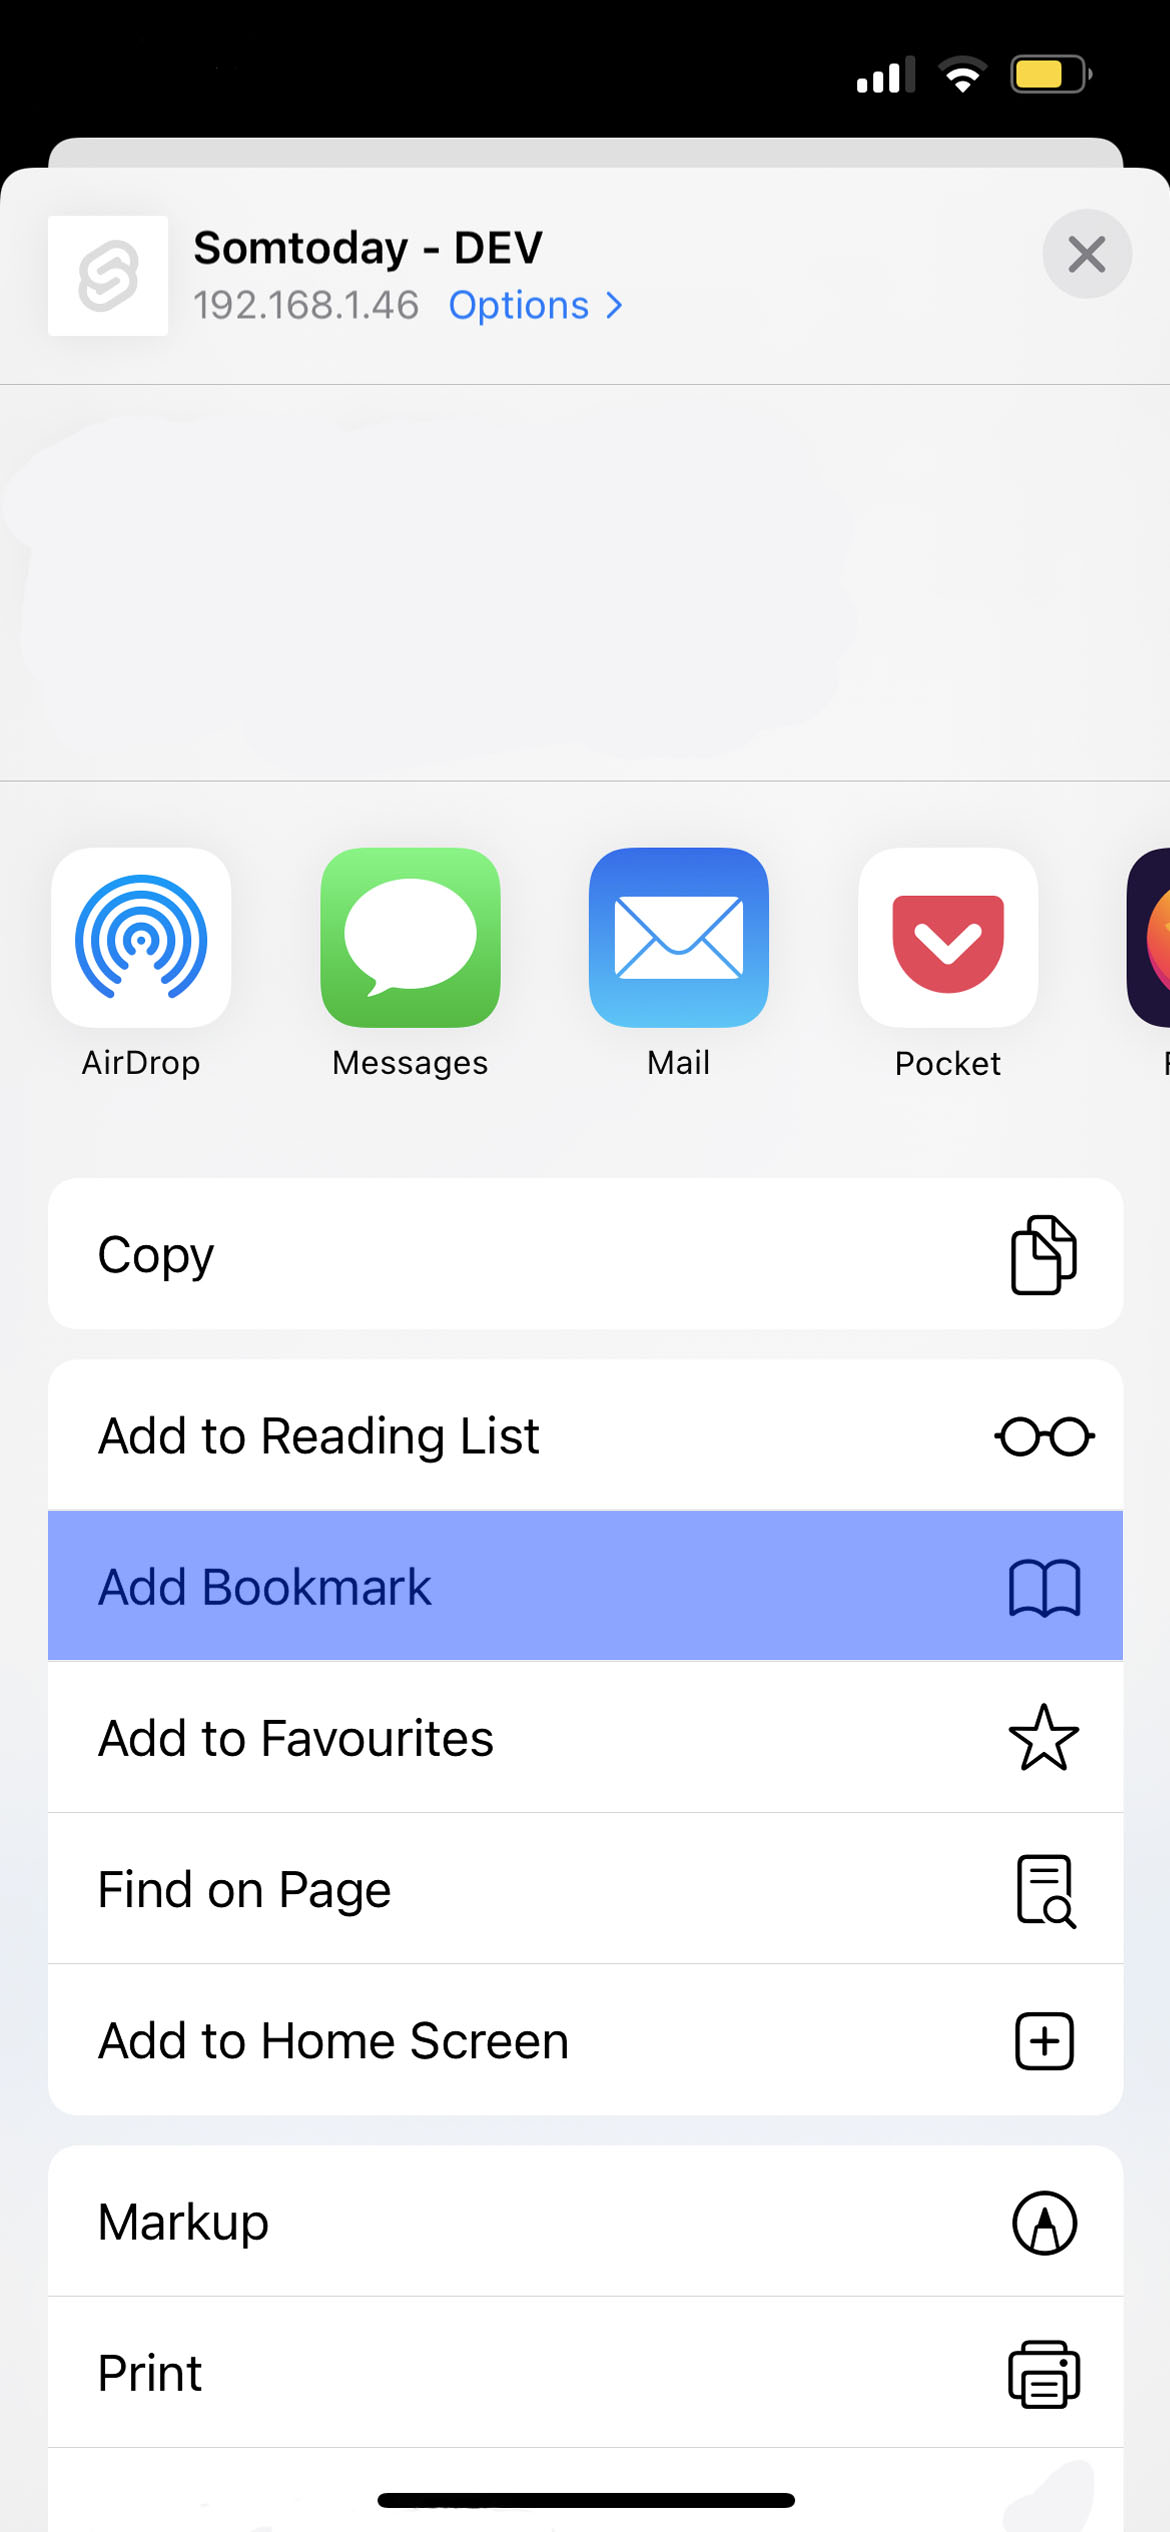 Somtoday - DEV
192.168.1.46 Options
AirDrop
Messages
Mail
Pocket
Copy
Add to Reading List
Add Bookmark
Add to Favourites
Find on Page
Add to Home Screen
Markup
Print